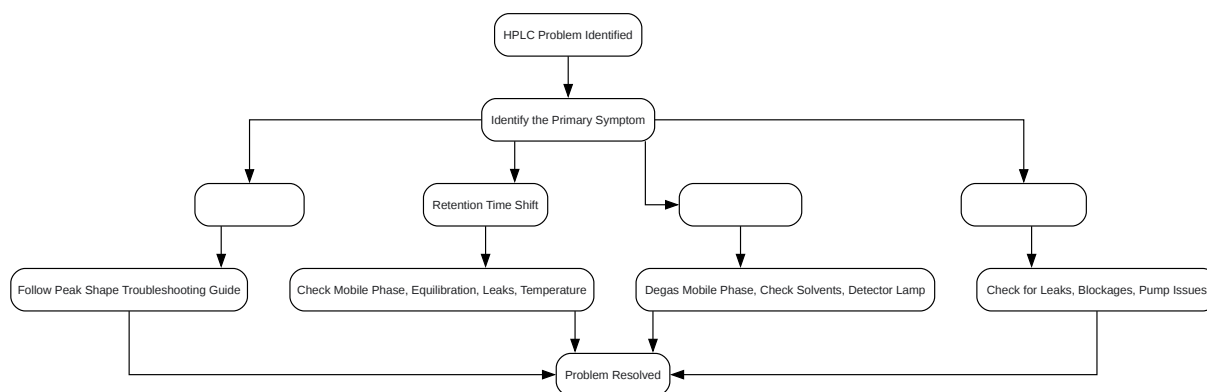 HPLC Problem Identified
Identify the Primary Symptom
Retention Time Shift
Follow Peak Shape Troubleshooting Guide
Check Mobile Phase, Equilibration, Leaks, Temperature
Degas Mobile Phase, Check Solvents, Detector Lamp
Check for Leaks, Blockages, Pump Issues
Problem Resolved